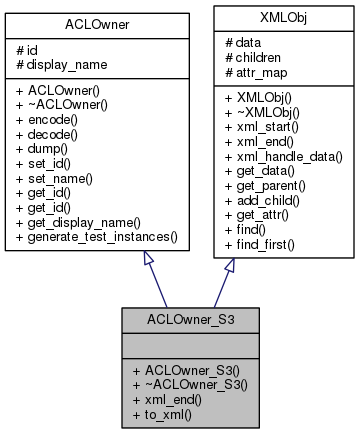 ACLOwner
# id
# display_name
+ ACLOwner()
+ ~ACLOwner()
+ encode()
+ decode()
+ dump()
+ set_id()
+ set_name()
+ get_id()
+ get_id()
+ get_display_name()
+ generate_test_instances()
XMLObj
# data
# children
# attr_map
+ XMLObj()
+ ~XMLObj()
+ xml_start()
+ xml_end()
+ xml_handle_data()
+ get_data()
+ get_parent()
+ add_child()
+ get_attr()
+ find()
+ find_first()
ACLOwner_S3
+ ACLOwner_S3()
+ ~ACLOwner_S3()
+ xml_end()
+ to_xml()